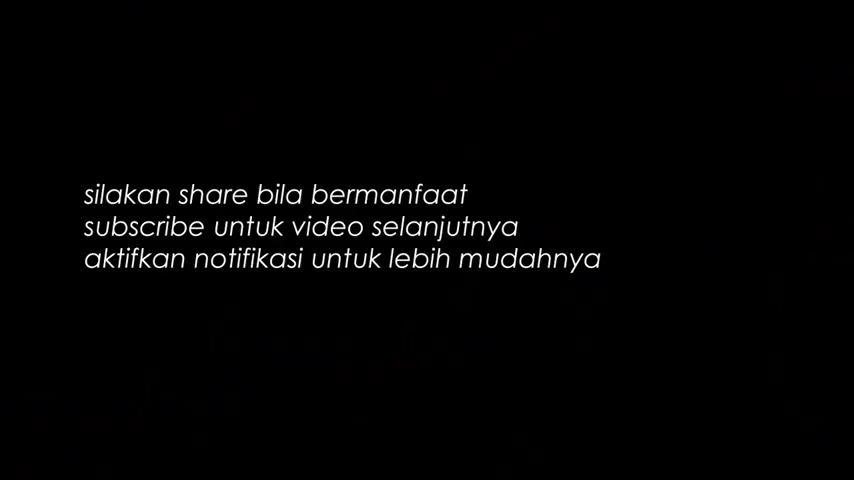 silakan share bila bermanfaat
subscribe untuk video selanjutnya
aktifkan notifikasi untuk lebih mudahnya